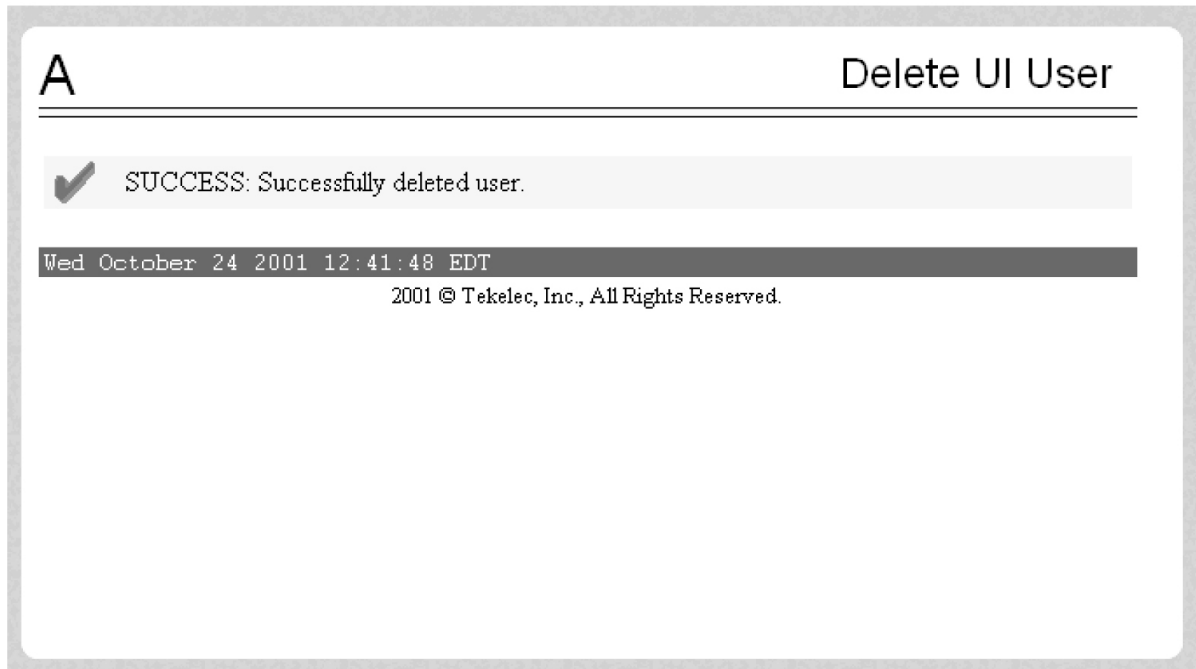 A Delete UI User
SUCCESS: Successfully deleted user.
Wed October 24 2001 12:41:48 EDT
2001 © Tekelec, Inc., All Rights Reserved.